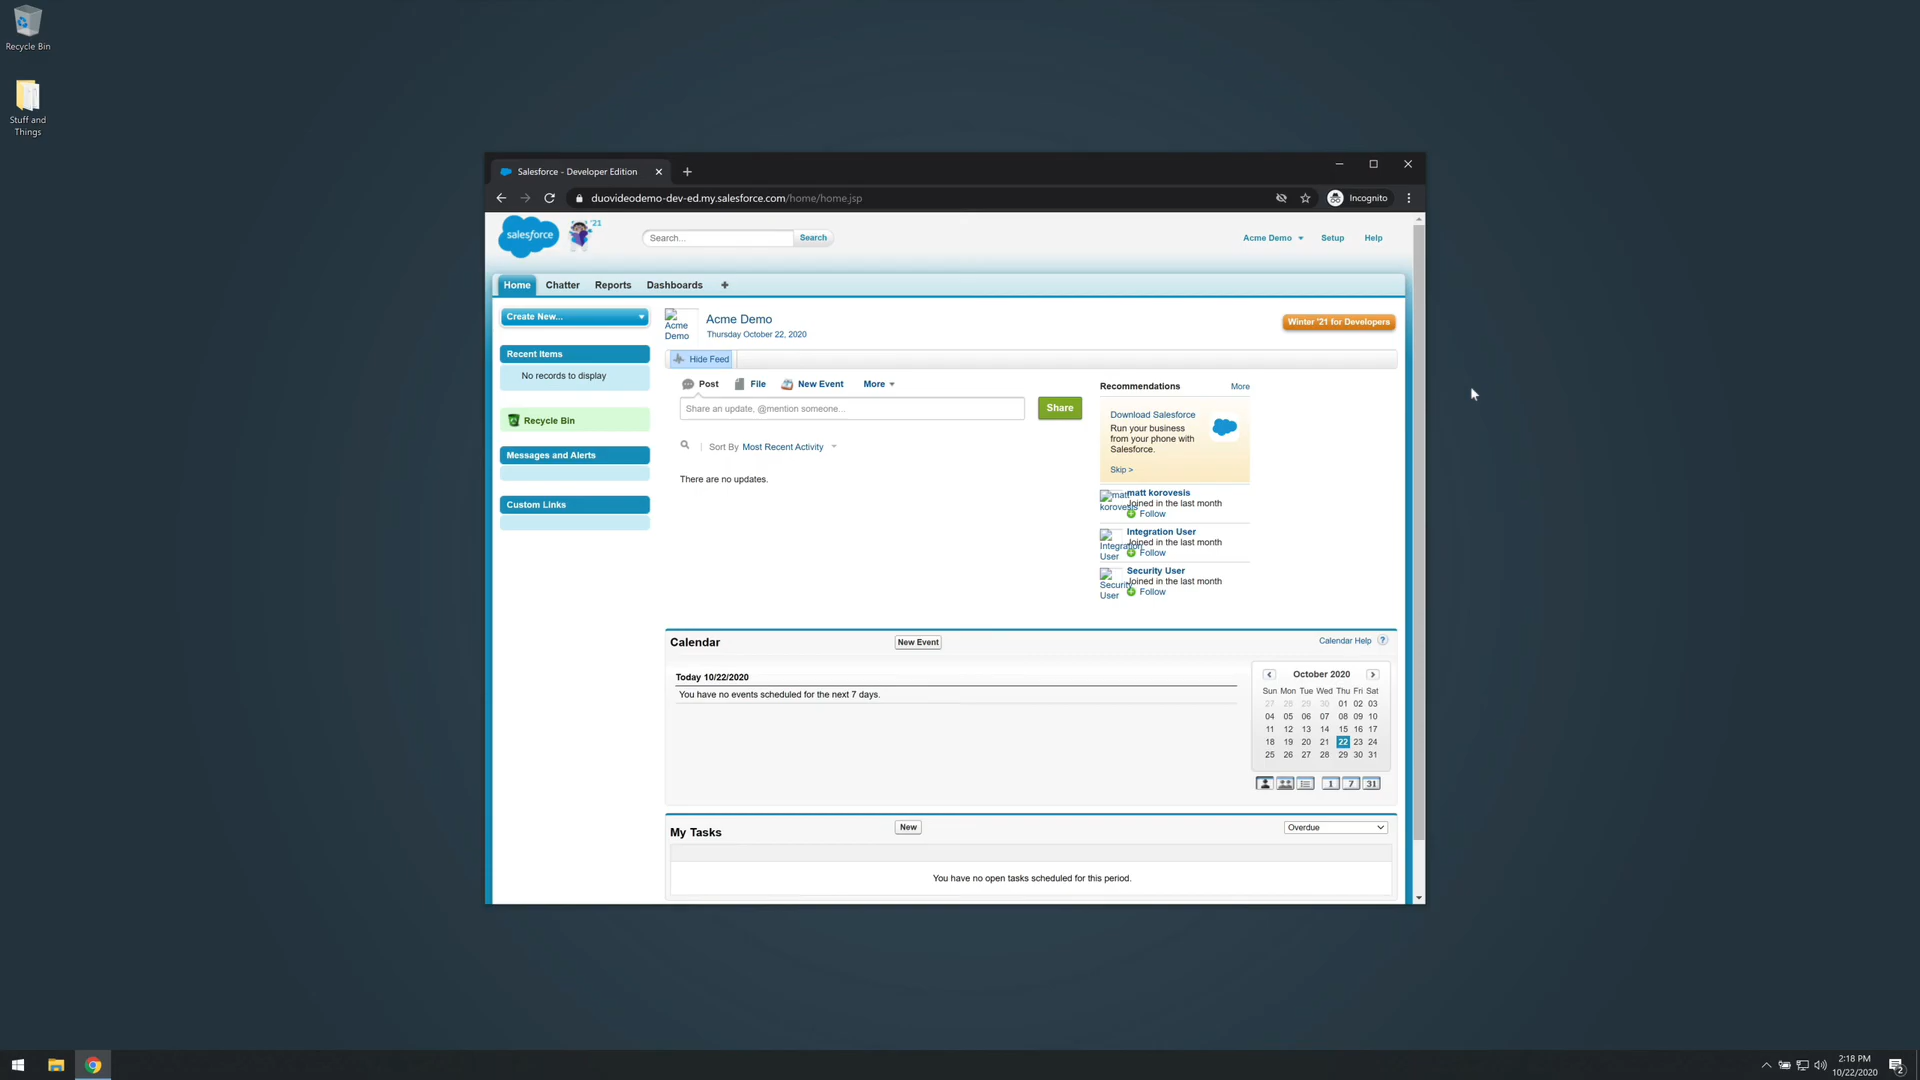 Recycle Bin
Stuff and
Things
Salesforce - Developer Edition
duovideodemo-dev-ed.my.salesforce.com/home/home.jsp
Incognito
salesforce
'21
Search...
Search
Acme Demo
Setup
Help
Home
Chatter
Reports
Dashboards
Create New...
Recent Items
No records to display
Recycle Bin
Messages and Alerts
Custom Links
Acme
Demo
Acme Demo
Thursday October 22, 2020
Winter '21 for Developers
Hide Feed
Post
File
New Event
More
Share an update, @mention someone...
Share
Sort By Most Recent Activity
There are no updates.
Recommendations
More
Download Salesforce
Run your business
from your phone with
Salesforce.
Skip >
matt
korovesis
matt korovesis
Joined in the last month
Follow
Integration
User
Integration User
Joined in the last month
Follow
Security
User
Security User
Joined in the last month
Follow
Calendar
New Event
Calendar Help ?
Today 10/22/2020
You have no events scheduled for the next 7 days.
October 2020
Sun Mon Tue Wed Thu Fri Sat
27 28 29 30 01 02 03
04 05 06 07 08 09 10
11 12 13 14 15 16 17
18 19 20 21 22 23 24
25 26 27 28 29 30 31
1 7 31
My Tasks
New
Overdue
You have no open tasks scheduled for this period.
2:18 PM
10/22/2020
2